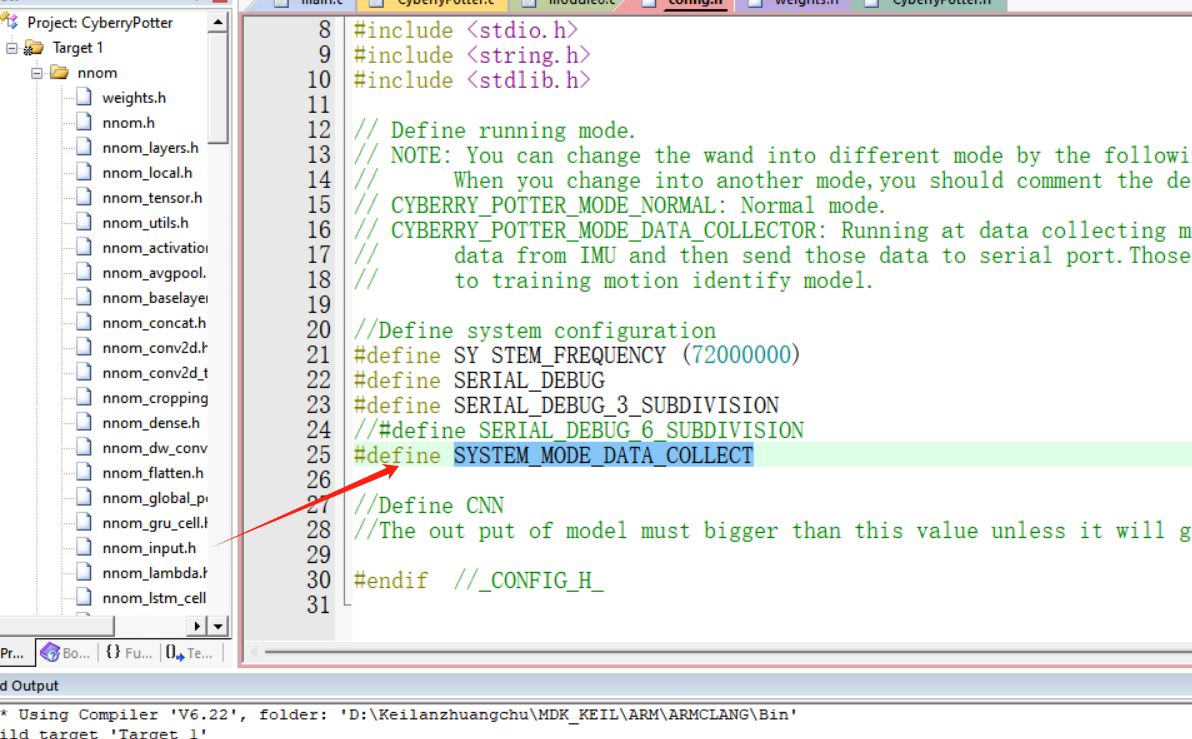 main.c CyberryPotter.c config.h weights.h CyberryPotter.h
Project: CyberryPotter
Target 1
nnom
weights.h
nnom.h
nnom_layers.h
nnom_local.h
nnom_tensor.h
nnom_utils.h
nnom_activation
nnom_avgpool.
nnom_baselayer
nnom_concat.h
nnom_conv2d.h
nnom_conv2d_t
nnom_cropping
nnom_dense.h
nnom_dw_conv
nnom_flatten.h
nnom_global_po
nnom_gru_cell.h
nnom_input.h
nnom_lambda.h
nnom_lstm_cell
Pr... Bo... {} Fu... Te...
8 #include <stdio.h>
9 #include <string.h>
10 #include <stdlib.h>
11
12 // Define running mode.
13 // NOTE: You can change the wand into different mode by the followi
14 // When you change into another mode,you should comment the de
15 // CYBERRY_POTTER_MODE_NORMAL: Normal mode.
16 // CYBERRY_POTTER_MODE_DATA_COLLECTOR: Running at data collecting m
17 // data from IMU and then send those data to serial port.Those
18 // to training motion identify model.
19
20 //Define system configuration
21 #define SY STEM_FREQUENCY (72000000)
22 #define SERIAL_DEBUG
23 #define SERIAL_DEBUG_3_SUBDIVISION
24 //#define SERIAL_DEBUG_6_SUBDIVISION
25 #define SYSTEM_MODE_DATA_COLLECT
26
27 //Define CNN
28 //The out put of model must bigger than this value unless it will g
29
30 #endif //_CONFIG_H_
31
d Output
* Using Compiler 'V6.22', folder: 'D:\Keilanzhuangchu\MDK_KEIL\ARM\ARMCLANG\Bin'
ild target 'Target 1'